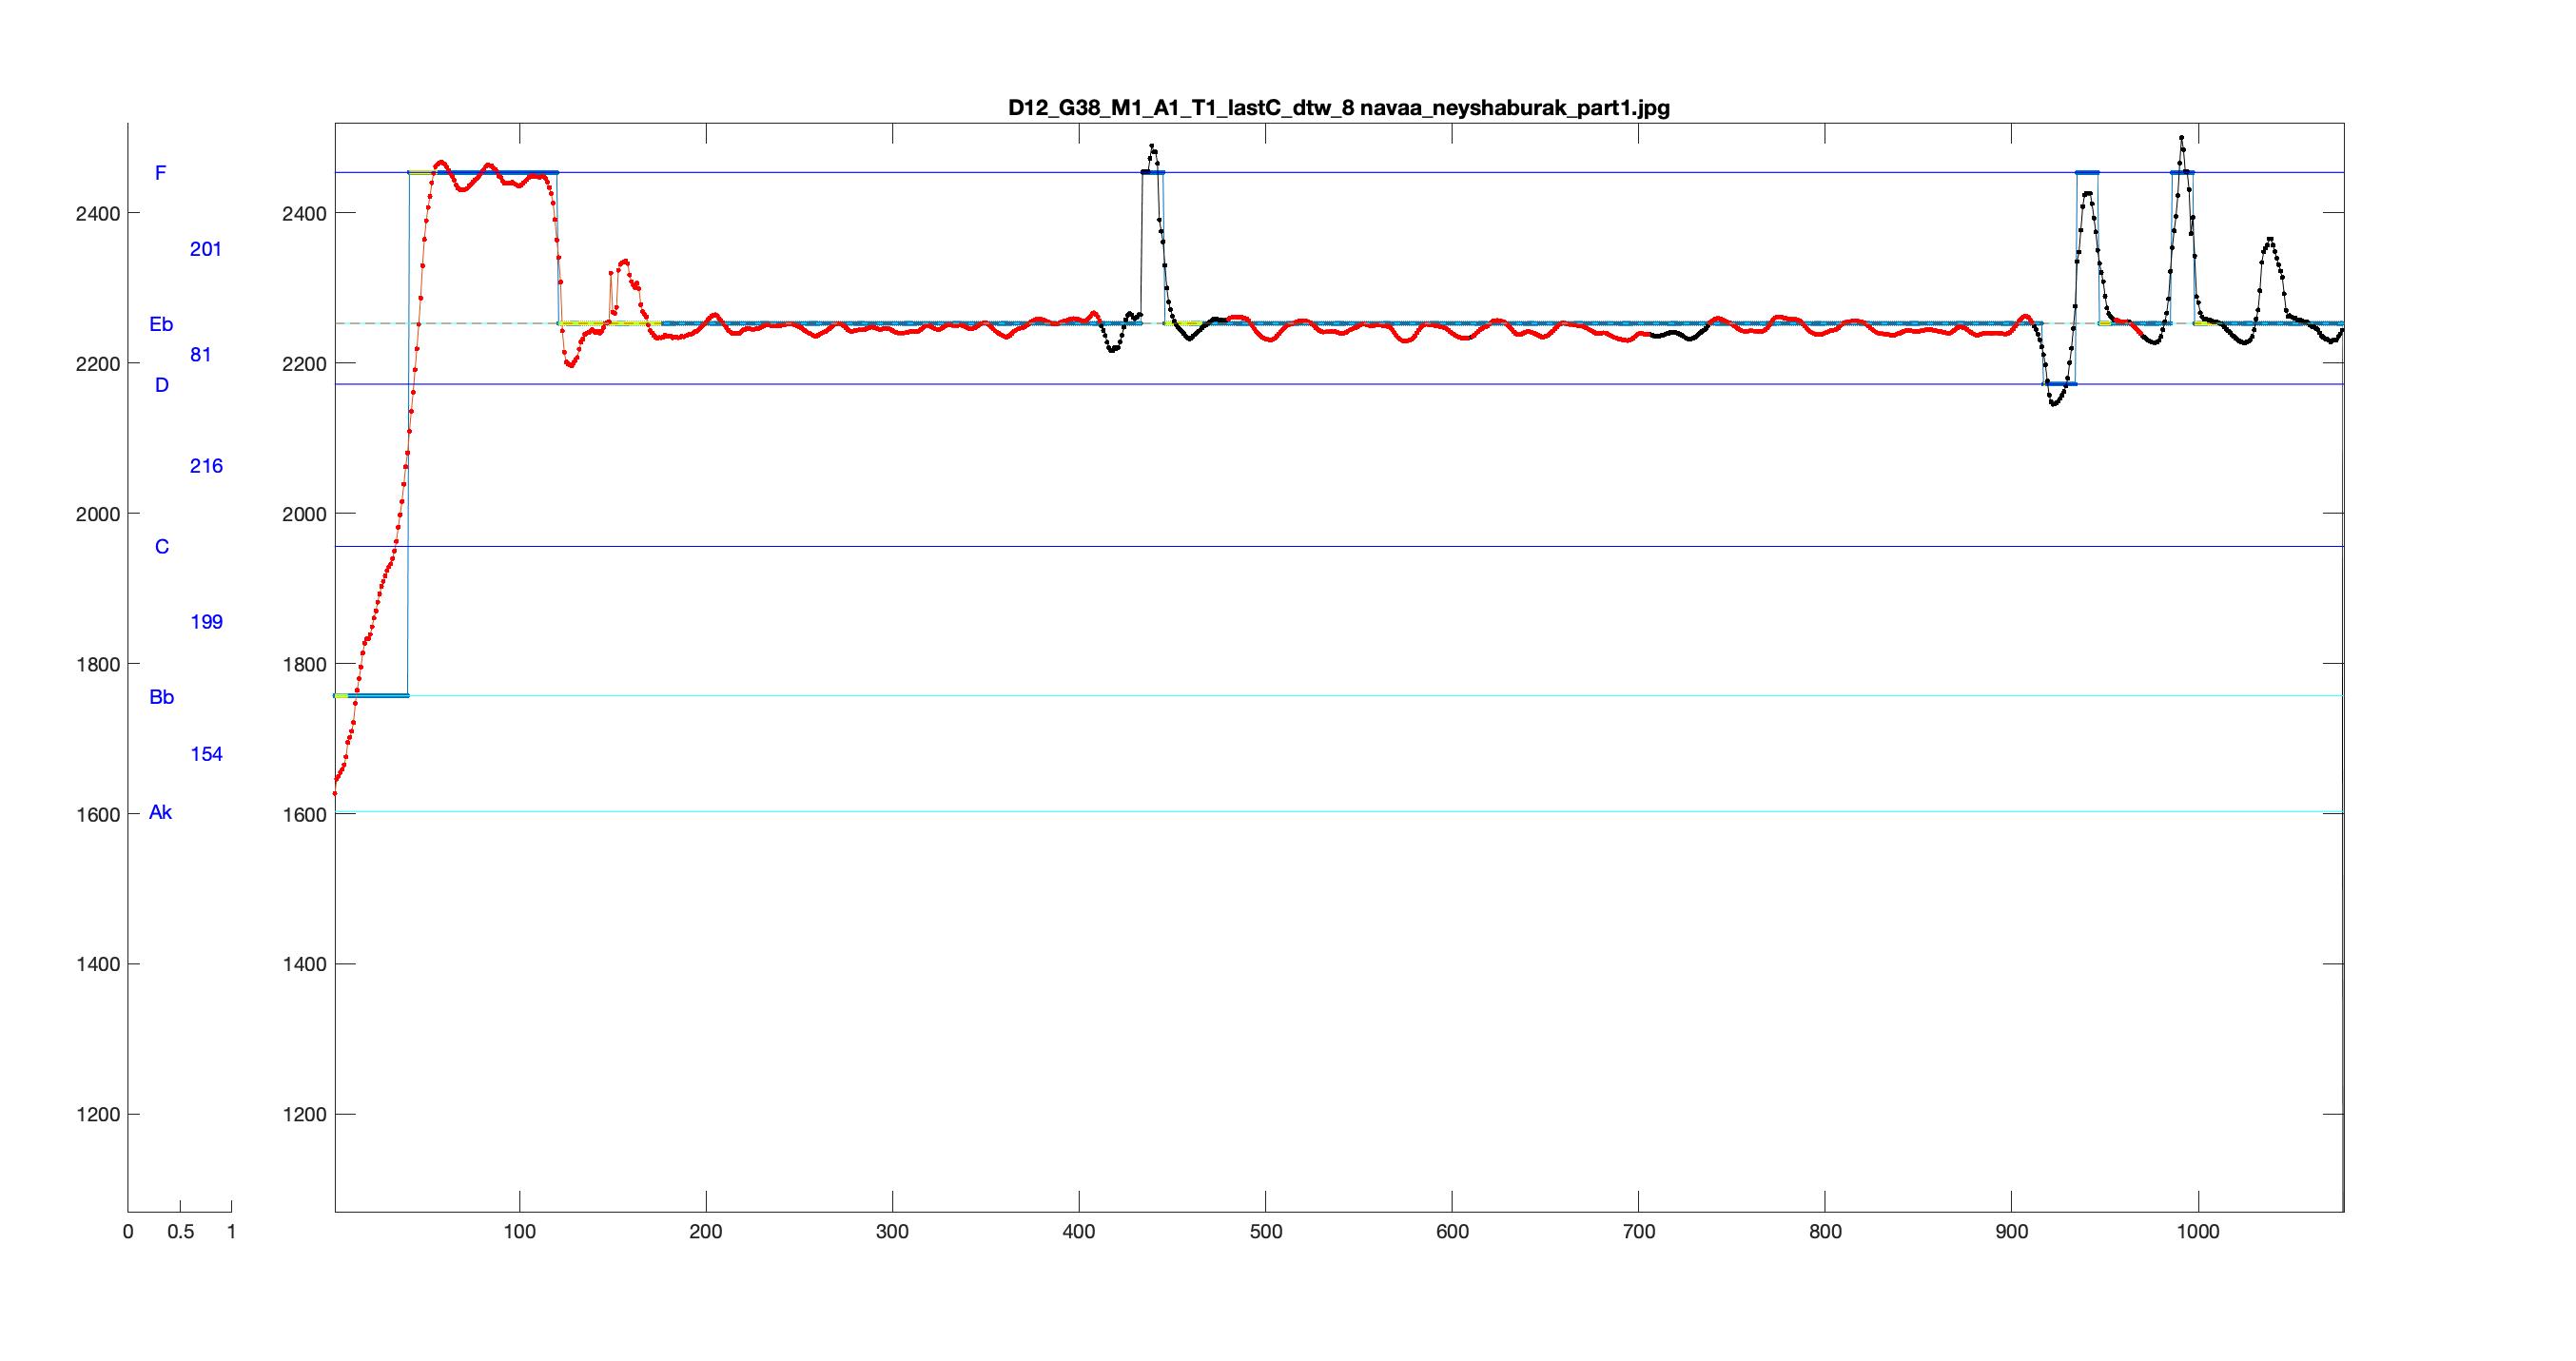 D12_G38_M1_A1_T1_lastC_dtw_8 navaa_neyshaburak_part1.jpg
F
2400 2400
201
Eb
81
2200 2200
D
216
2000 2000
C
199
1800 1800
Bb
154
1600 Ak 1600
1400 1400
1200 1200
0 0.5 1 100 200 300 400 500 600 700 800 900 1000